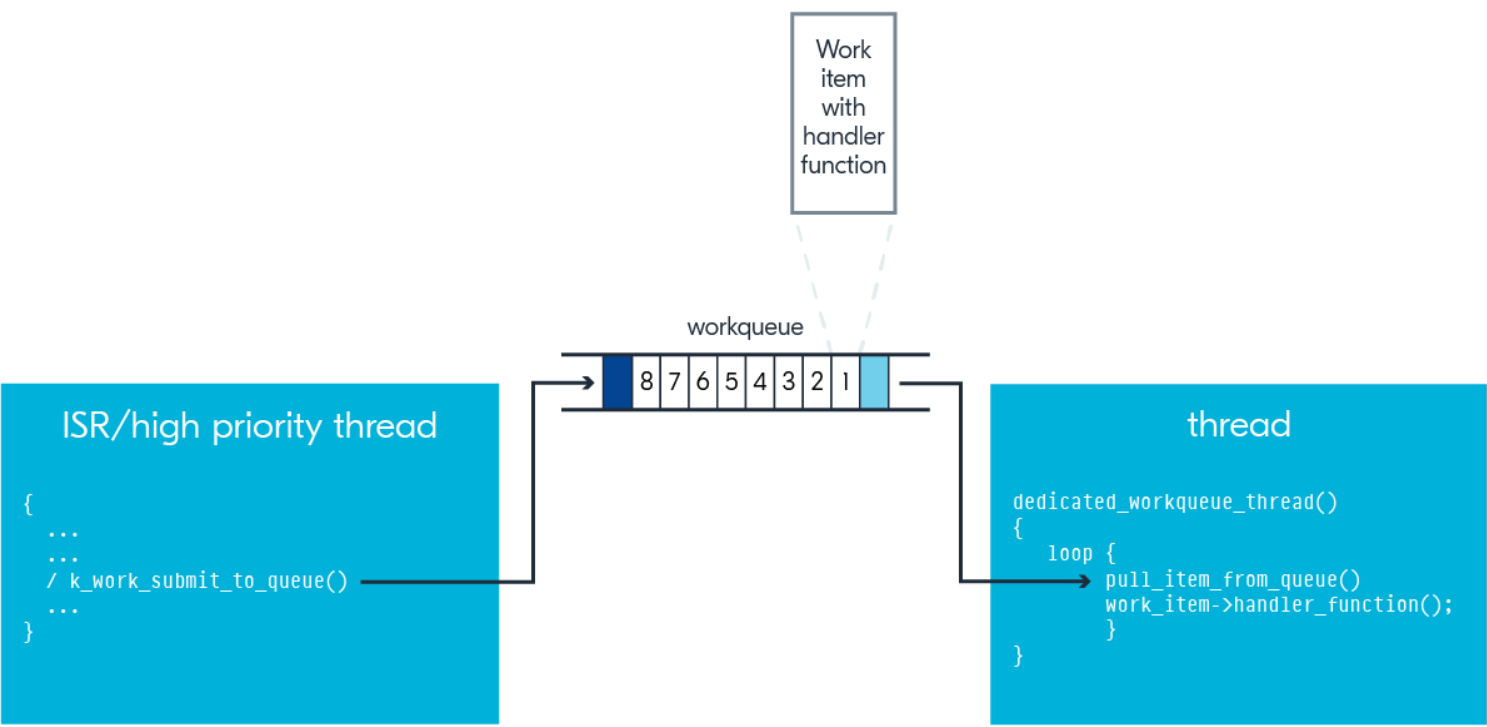 Work
item
with
handler
function
workqueue
8 7 6 5 4 3 2 1
ISR/high priority thread
{
...
...
/ k_work_submit_to_queue()
...
}
thread
dedicated_workqueue_thread()
{
loop {
pull_item_from_queue()
work_item->handler_function();
}
}